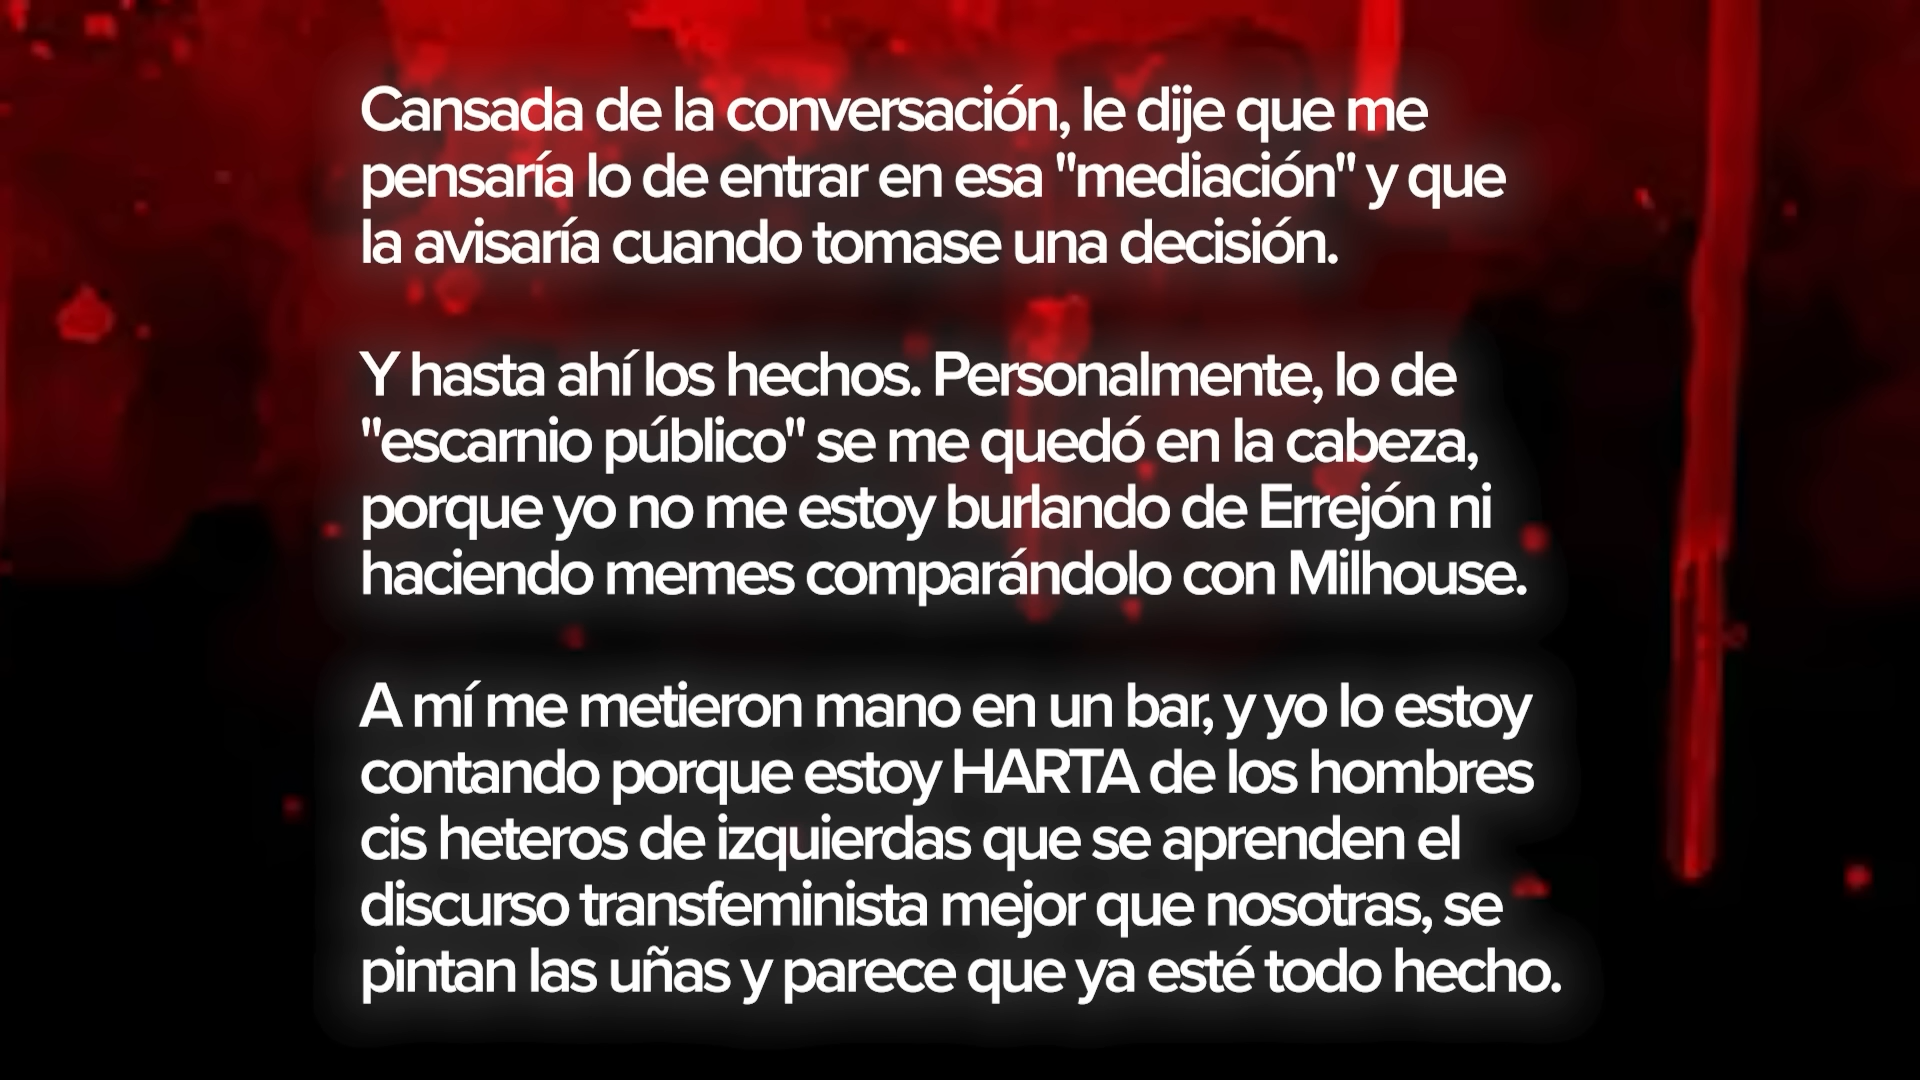 Cansada de la conversación, le dije que me
pensaría lo de entrar en esa "mediación" y que
la avisaría cuando tomase una decisión.
Y hasta ahí los hechos. Personalmente, lo de
"escarnio público" se me quedó en la cabeza,
porque yo no me estoy burlando de Errejón ni
haciendo memes comparándolo con Milhouse.
A mí me metieron mano en un bar, y yo lo estoy
contando porque estoy HARTA de los hombres
cis heteros de izquierdas que se aprenden el
discurso transfeminista mejor que nosotras, se
pintan las uñas y parece que ya esté todo hecho.